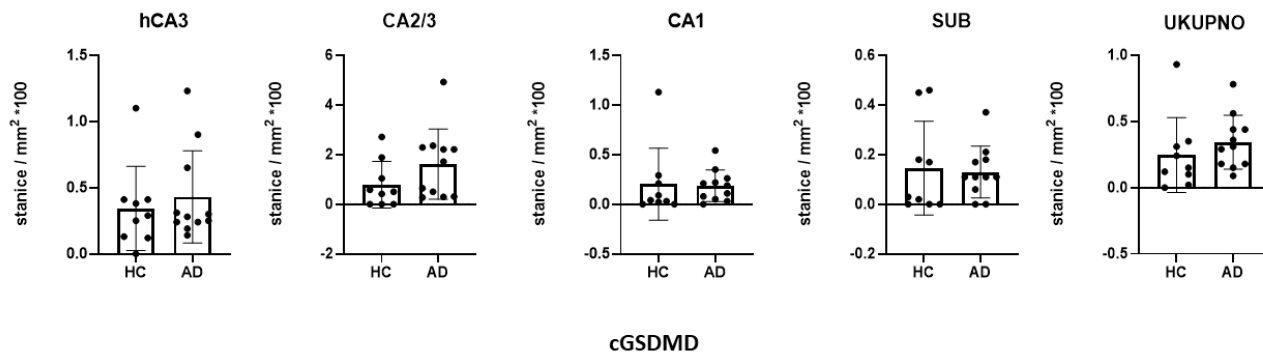 hCA3
stanice / mm² *100
1.5
1.0
0.5
0.0
HC AD
CA2/3
stanice / mm² *100
6
4
2
0
-2
HC AD
CA1
stanice / mm² *100
1.5
1.0
0.5
0.0
-0.5
HC AD
SUB
stanice / mm² *100
0.6
0.4
0.2
0.0
-0.2
HC AD
UKUPNO
stanice / mm² *100
1.0
0.5
0.0
-0.5
HC AD
cGSDMD